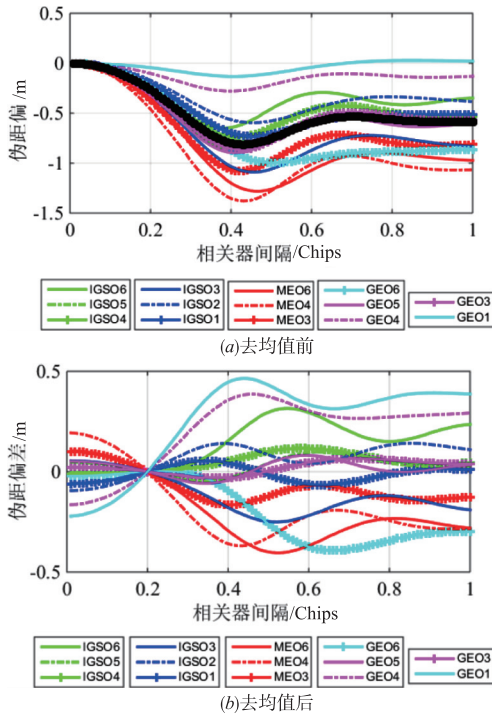 0.5
0
-0.5
-1
-1.5
伪距偏/m
0 0.2 0.4 0.6 0.8 1
相关器间隔/Chips
IGSO6 IGSO3 MEO6 GEO6 GEO3
IGSO5 IGSO2 MEO4 GEO5 GEO1
IGSO4 IGSO1 MEO3 GEO4
(a)去均值前
0.5
0
-0.5
伪距偏差/m
0 0.2 0.4 0.6 0.8 1
相关器间隔/Chips
IGSO6 IGSO3 MEO6 GEO6 GEO3
IGSO5 IGSO2 MEO4 GEO5 GEO1
IGSO4 IGSO1 MEO3 GEO4
(b)去均值后